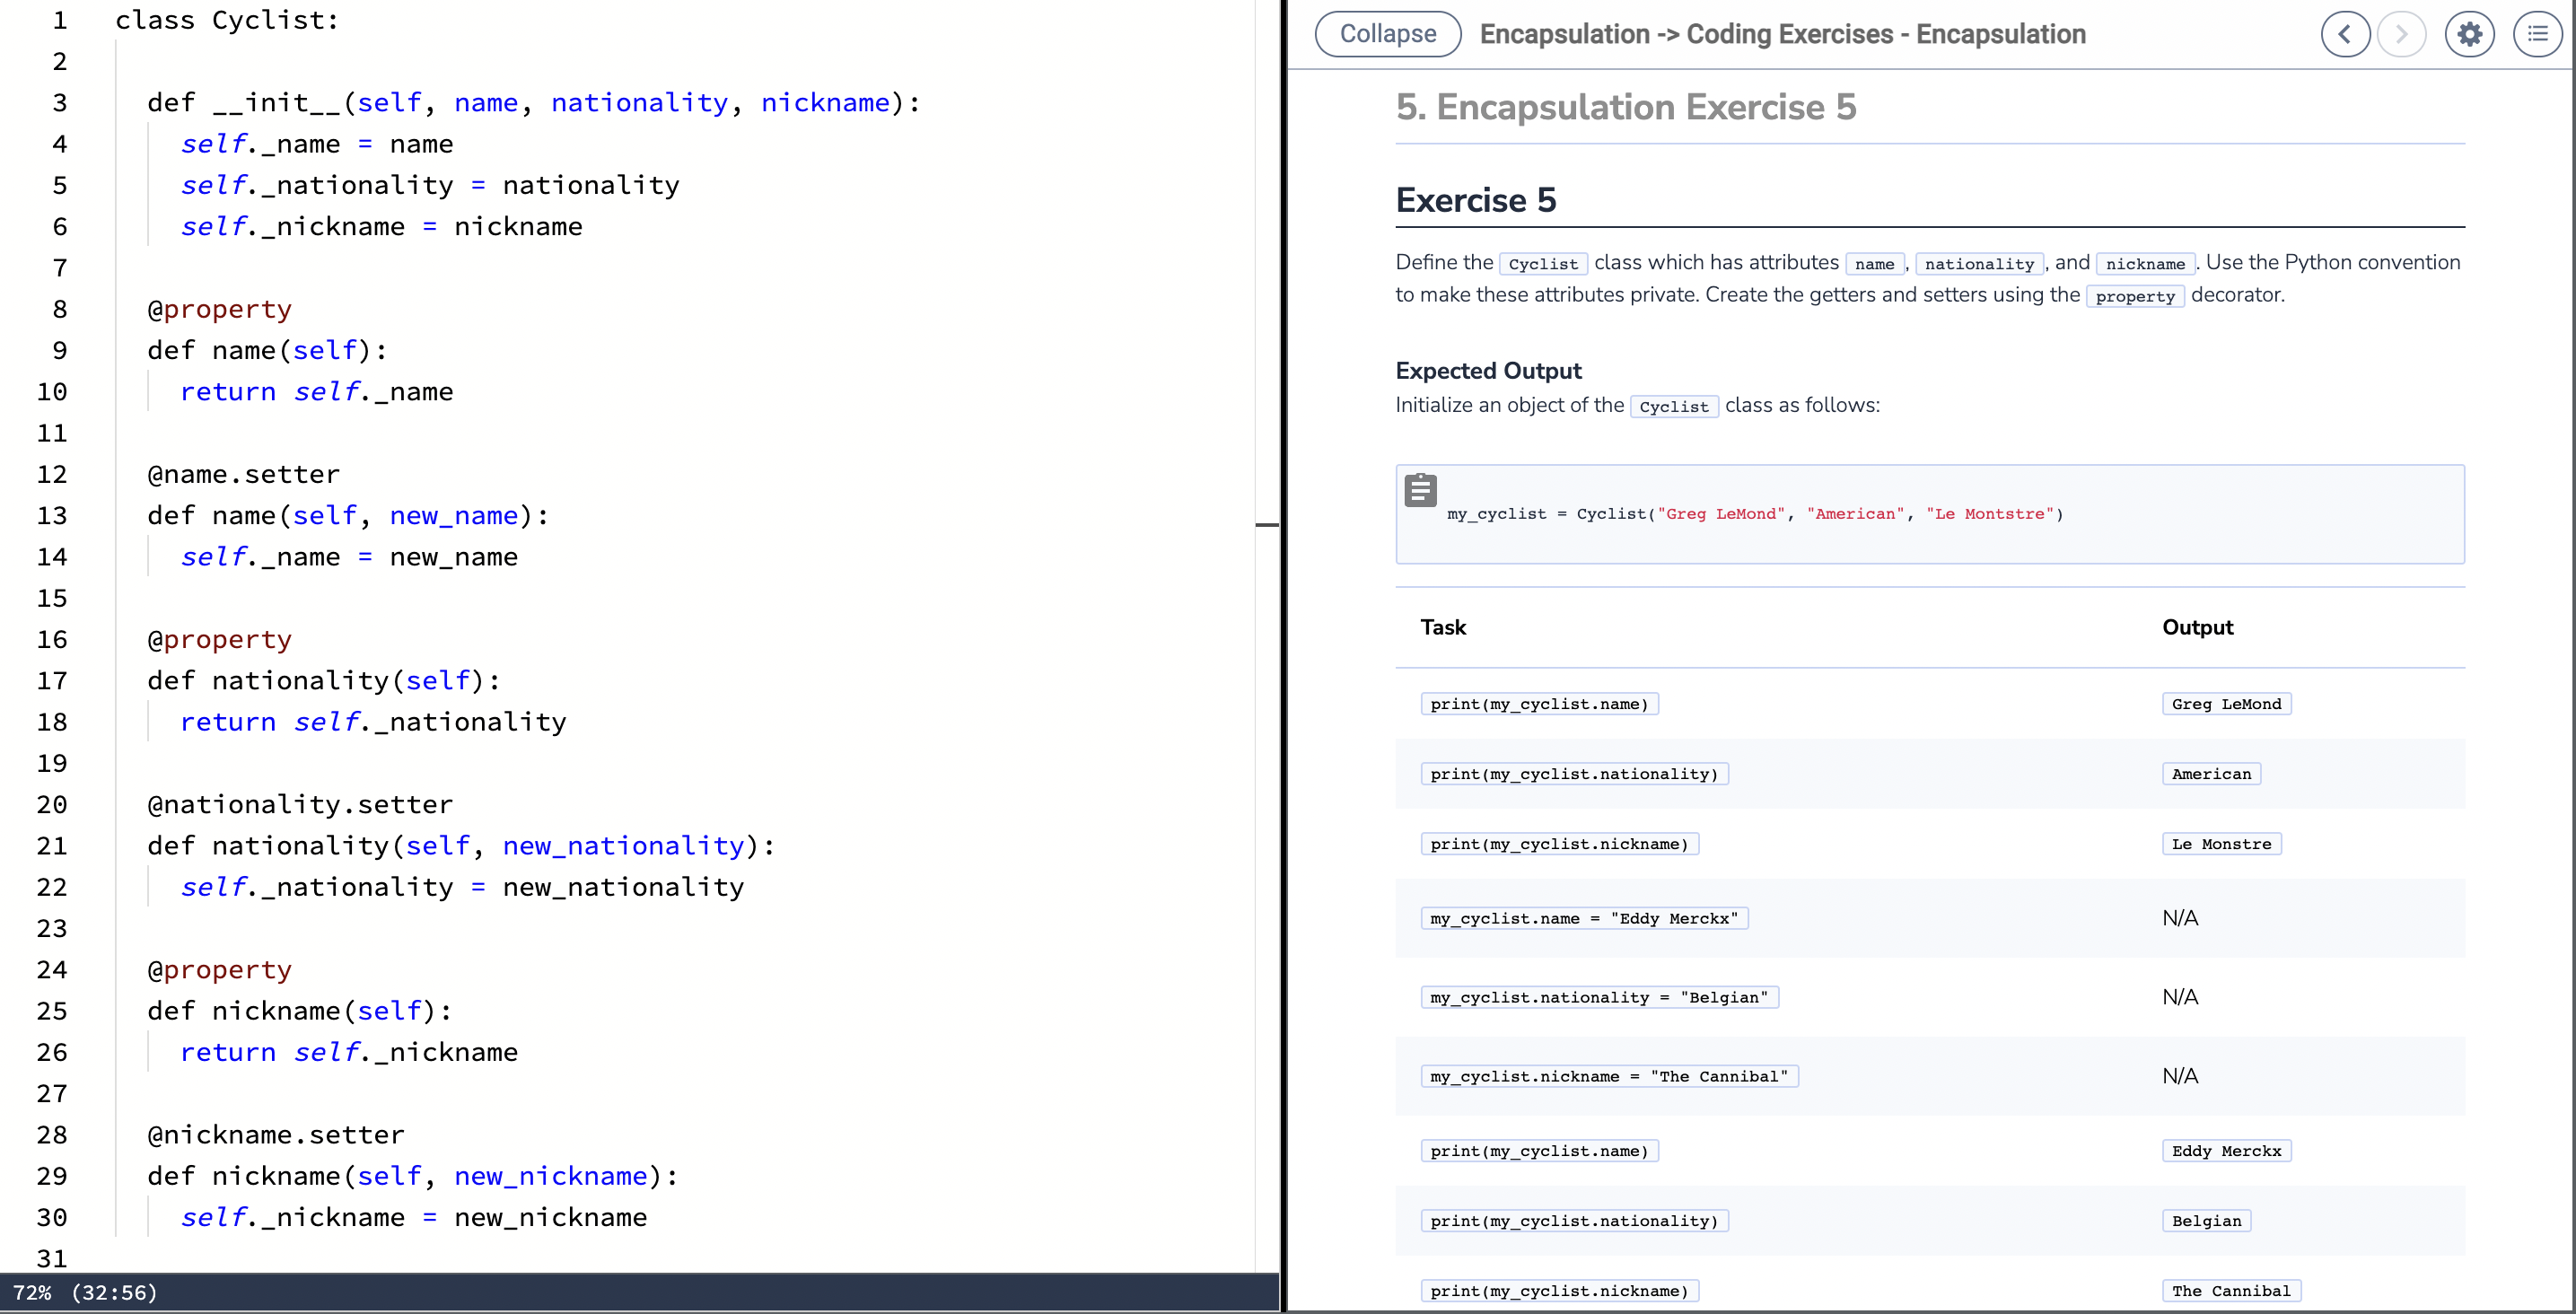 1 class Cyclist:
2
3 def __init__(self, name, nationality, nickname):
4 self._name = name
5 self._nationality = nationality
6 self._nickname = nickname
7
8 @property
9 def name(self):
10 return self._name
11
12 @name.setter
13 def name(self, new_name):
14 self._name = new_name
15
16 @property
17 def nationality(self):
18 return self._nationality
19
20 @nationality.setter
21 def nationality(self, new_nationality):
22 self._nationality = new_nationality
23
24 @property
25 def nickname(self):
26 return self._nickname
27
28 @nickname.setter
29 def nickname(self, new_nickname):
30 self._nickname = new_nickname
31
72% (32:56)
Collapse Encapsulation -> Coding Exercises - Encapsulation
5. Encapsulation Exercise 5
Exercise 5
Define the Cyclist class which has attributes name, nationality, and nickname. Use the Python convention
to make these attributes private. Create the getters and setters using the property decorator.
Expected Output
Initialize an object of the Cyclist class as follows:
my_cyclist = Cyclist("Greg LeMond", "American", "Le Montstre")
Task Output
print(my_cyclist.name) Greg LeMond
print(my_cyclist.nationality) American
print(my_cyclist.nickname) Le Monstre
my_cyclist.name = "Eddy Merckx" N/A
my_cyclist.nationality = "Belgian" N/A
my_cyclist.nickname = "The Cannibal" N/A
print(my_cyclist.name) Eddy Merckx
print(my_cyclist.nationality) Belgian
print(my_cyclist.nickname) The Cannibal